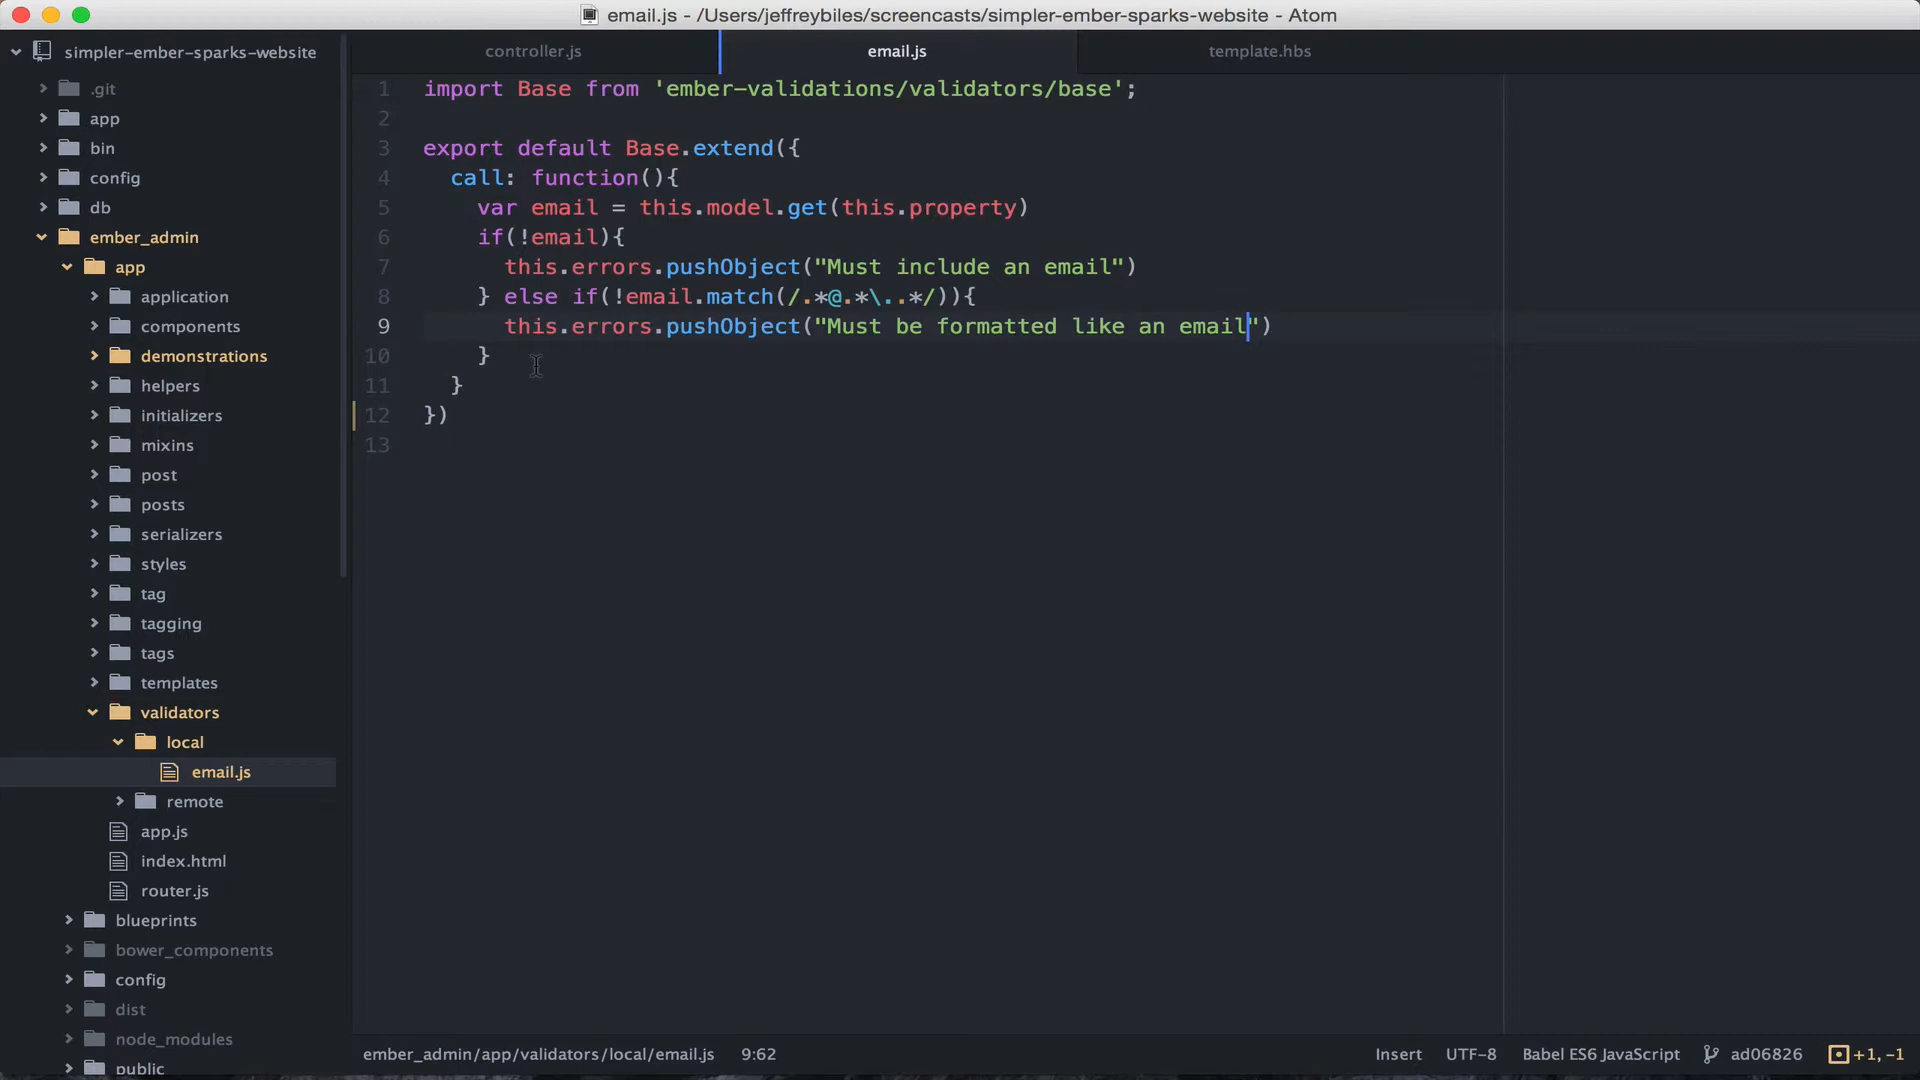 email.js - /Users/jeffreybiles/screencasts/simpler-ember-sparks-website - Atom
simpler-ember-sparks-website
.git
app
bin
config
db
ember_admin
app
application
components
demonstrations
helpers
initializers
mixins
post
posts
serializers
styles
tag
tagging
tags
templates
validators
local
email.js
remote
app.js
index.html
router.js
blueprints
bower_components
config
dist
node_modules
public
controller.js
email.js
template.hbs
1 import Base from 'ember-validations/validators/base';
2
3 export default Base.extend({
4 call: function(){
5 var email = this.model.get(this.property)
6 if(!email){
7 this.errors.pushObject("Must include an email")
8 } else if(!email.match(/.*@.*\..*/)){
9 this.errors.pushObject("Must be formatted like an email")
10 }
11 }
12 })
13
ember_admin/app/validators/local/email.js 9:62 Insert UTF-8 Babel ES6 JavaScript ad06826 +1, -1